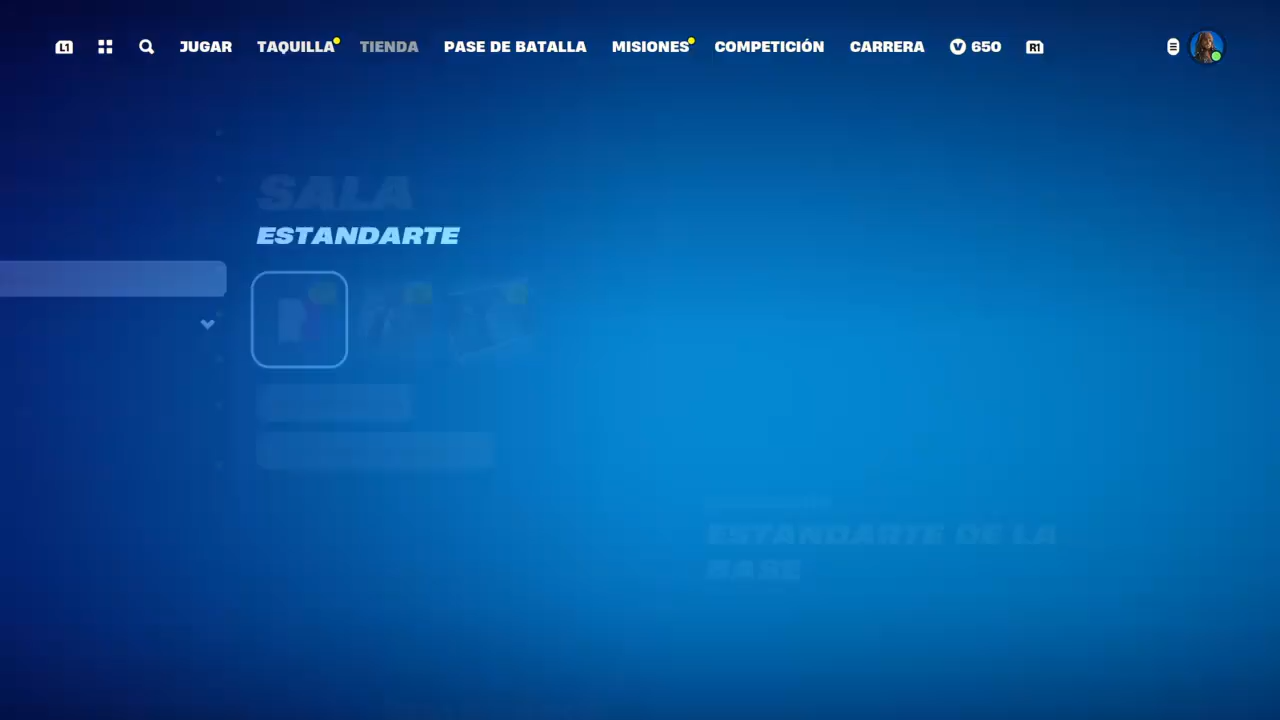 L1 JUGAR TAQUILLA TIENDA PASE DE BATALLA MISIONES COMPETICIÓN CARRERA V 650 R1
SALA
ESTANDARTE
ESTANDARTE DE LA
BASE